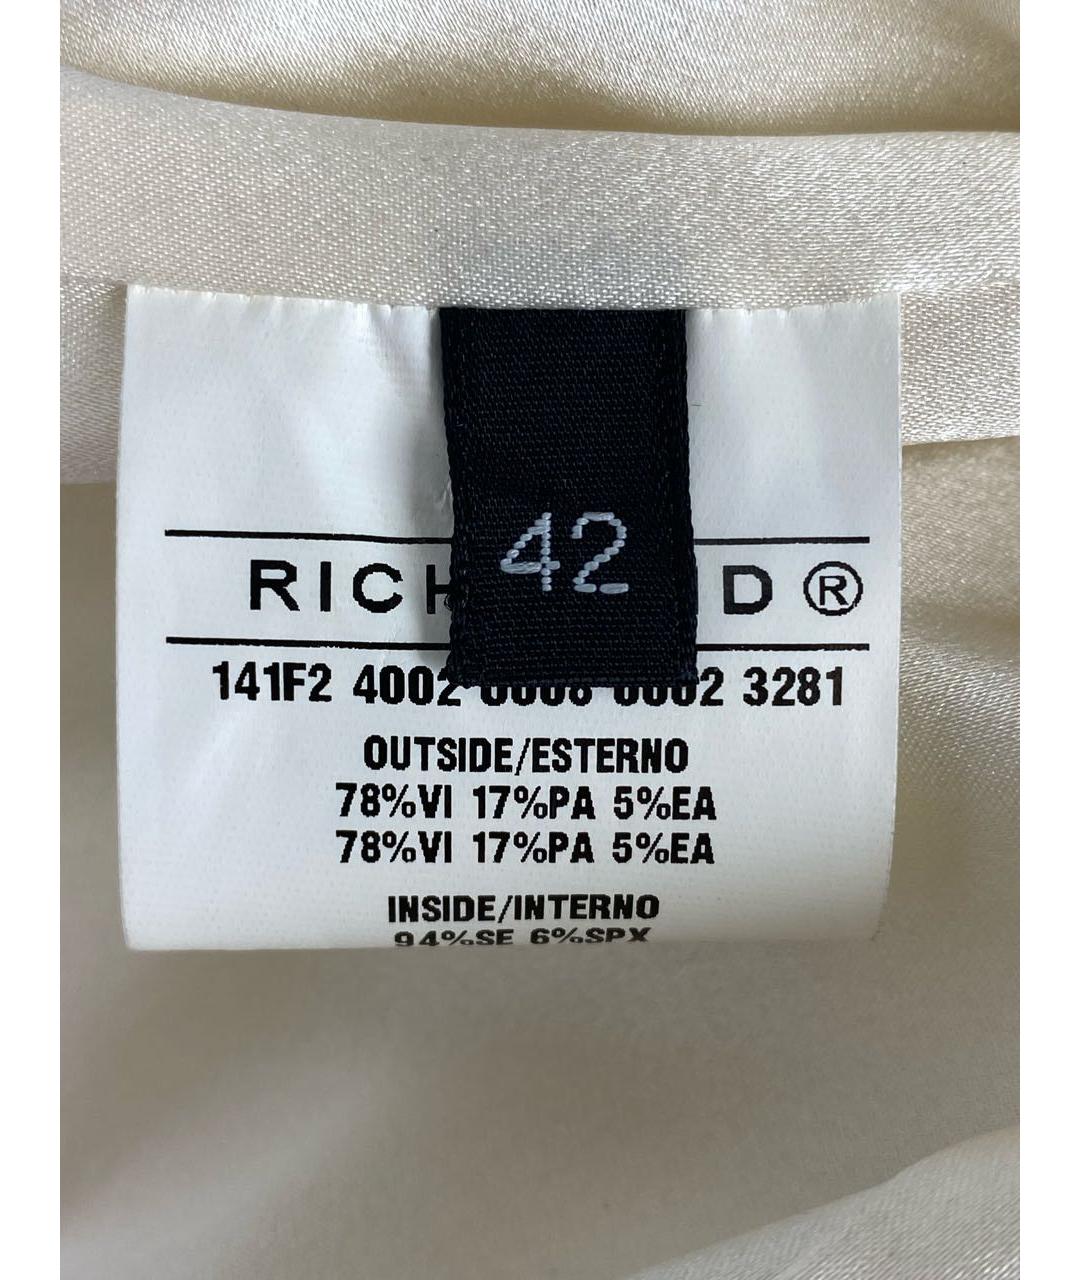 42
®
141F2 4002 3281
OUTSIDE/ESTERNO
78%VI 17%PA 5%EA
78%VI 17%PA 5%EA
INSIDE/INTERNO
94%SE 6%SPX